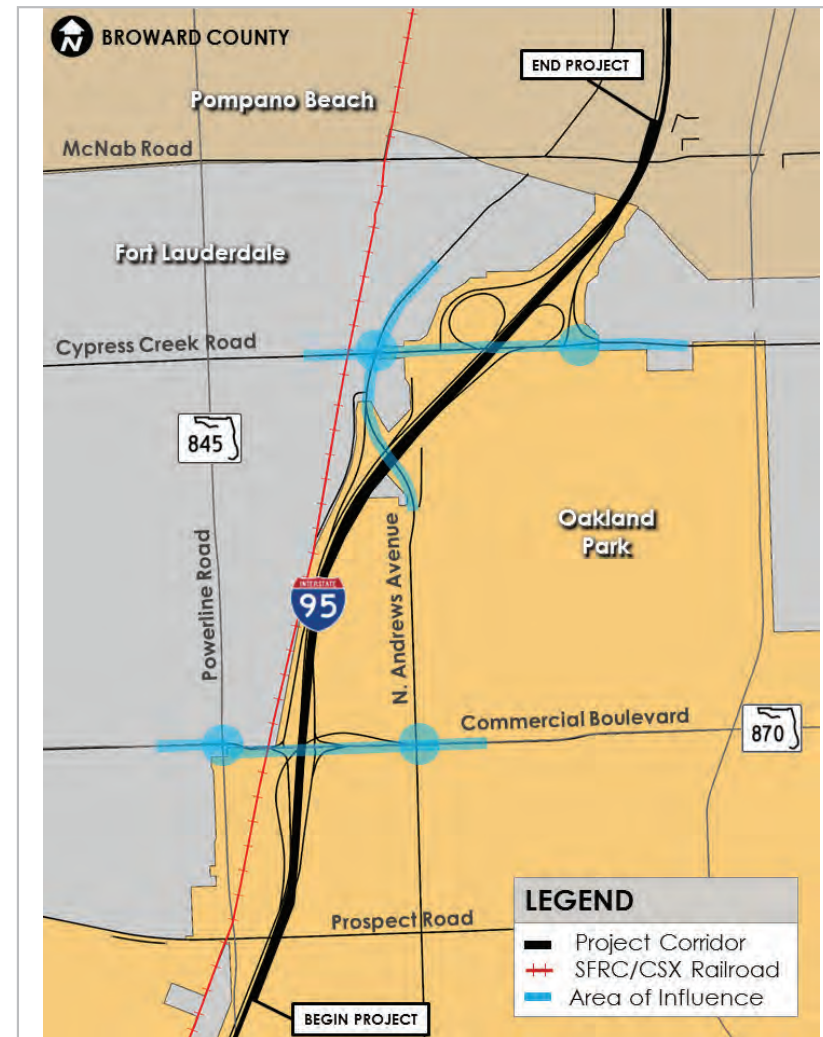 N
BROWARD COUNTY
END PROJECT
Pompano Beach
McNab Road
Fort Lauderdale
Cypress Creek Road
845
Oakland
Park
Powerline Road
N. Andrews Avenue
INTERSTATE
95
Commercial Boulevard
870
Prospect Road
BEGIN PROJECT
LEGEND
Project Corridor
SFRC/CSX Railroad
Area of Influence